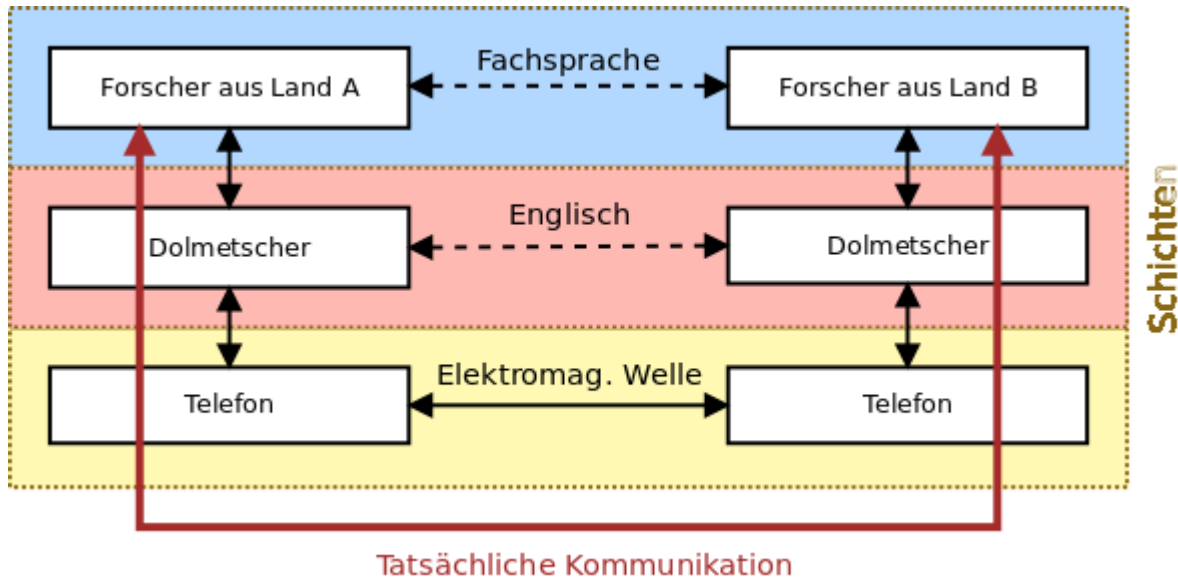 Fachsprache
Forscher aus Land A
Forscher aus Land B
Englisch
Dolmetscher
Dolmetscher
Elektromag. Welle
Telefon
Telefon
Schichten
Tatsächliche Kommunikation